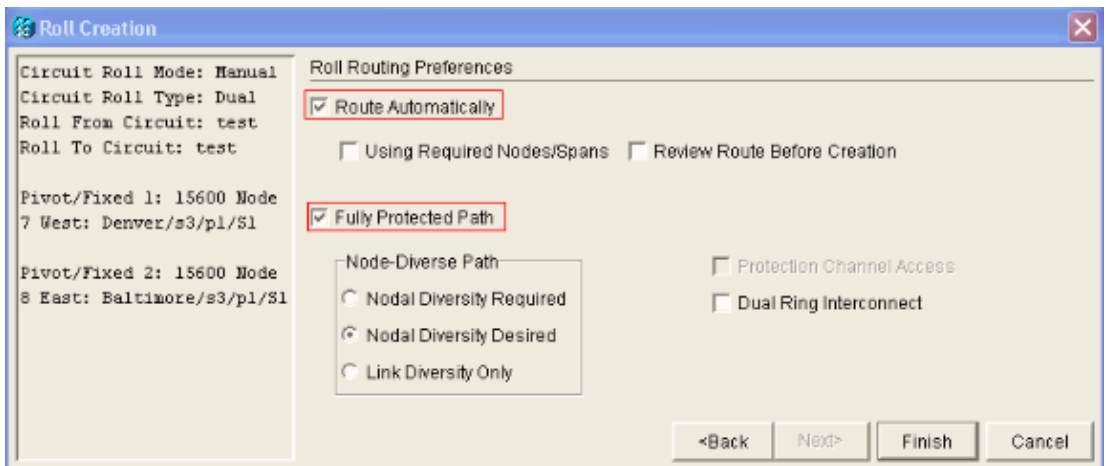 Roll Creation
Circuit Roll Mode: Manual
Circuit Roll Type: Dual
Roll From Circuit: test
Roll To Circuit: test
Pivot/Fixed 1: 15600 Node
7 West: Denver/s3/p1/S1
Pivot/Fixed 2: 15600 Node
8 East: Baltimore/s3/p1/S1
Roll Routing Preferences
Route Automatically
Using Required Nodes/Spans Review Route Before Creation
Fully Protected Path
Node-Diverse Path
Nodal Diversity Required
Nodal Diversity Desired
Link Diversity Only
Protection Channel Access
Dual Ring Interconnect
<Back Next> Finish Cancel